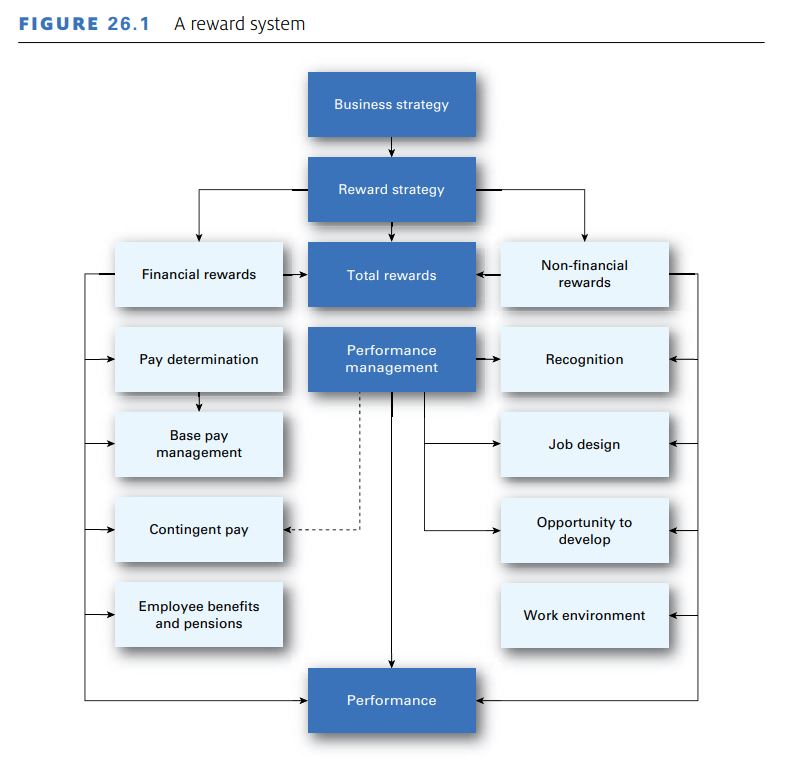 FIGURE 26.1 A reward system
Business strategy
Reward strategy
Financial rewards
Total rewards
Non-financial
rewards
Pay determination
Performance
management
Recognition
Base pay
management
Job design
Contingent pay
Opportunity to
develop
Employee benefits
and pensions
Work environment
Performance